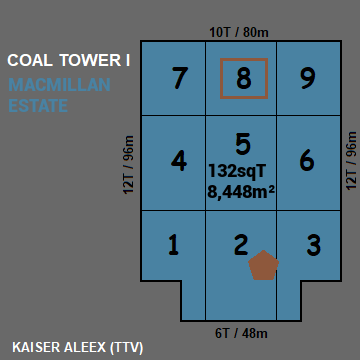 10T / 80m
COAL TOWER I
MACMILLAN
ESTATE
7 8 9
12T / 96m
12T / 96m
4 5 6
132sqT
8,448m²
1 2 3
6T / 48m
KAISER ALEEX (TTV)